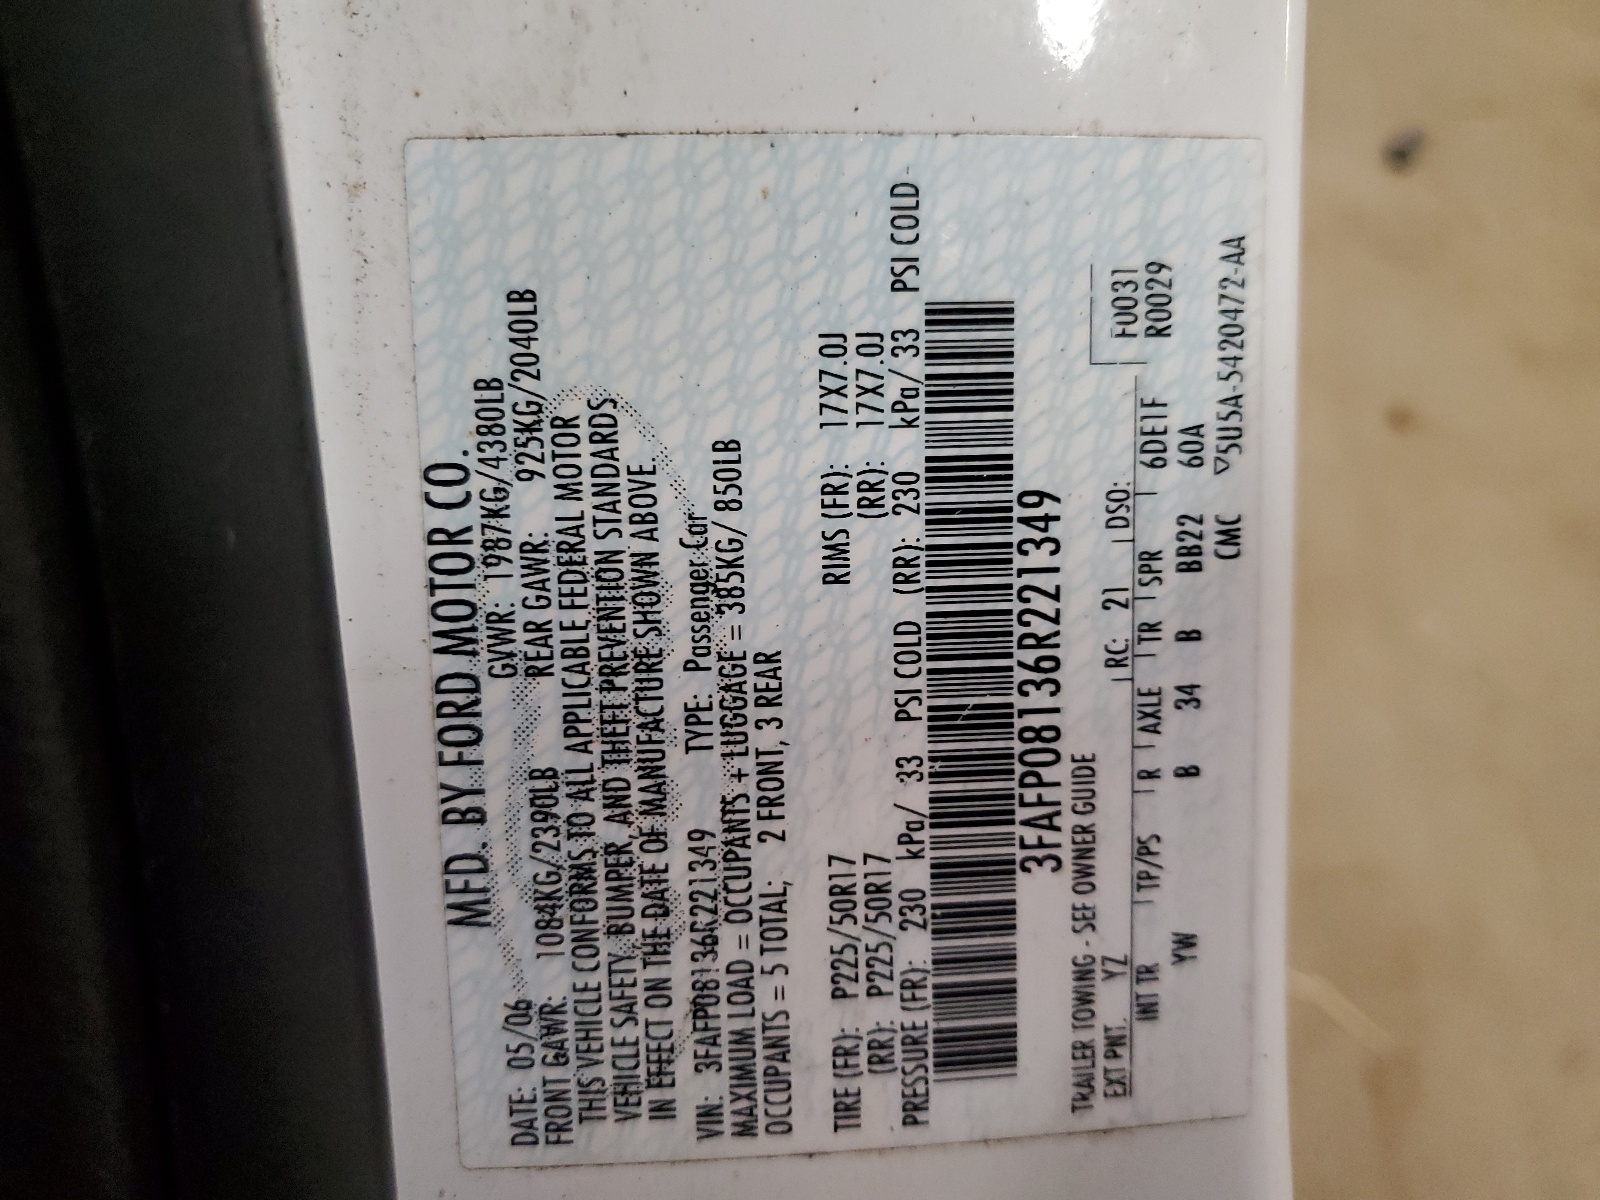 MFD. BY FORD MOTOR CO.
DATE: 05/06 GVWR: 1987KG/4380LB
FRONT GAWR: 1084KG/2390LB REAR GAWR: 925KG/2040LB
THIS VEHICLE CONFORMS TO ALL APPLICABLE FEDERAL MOTOR
VEHICLE SAFETY, BUMPER, AND THEFT PREVENTION STANDARDS
IN EFFECT ON THE DATE OF MANUFACTURE SHOWN ABOVE.
VIN: 3FAFP08136R221349 TYPE: Passenger Car
MAXIMUM LOAD = OCCUPANTS + LUGGAGE = 385KG/ 850LB
OCCUPANTS = 5 TOTAL, 2 FRONT, 3 REAR
TIRE (FR): P225/50R17 RIMS (FR): 17X7.0J
(RR): P225/50R17 (RR): 17X7.0J
PRESSURE (FR): 230 kPa/ 33 PSI COLD (RR): 230 kPa/ 33 PSI COLD
3FAFP08136R221349
TRAILER TOWING - SEE OWNER GUIDE
EXT PNT: YZ RC: 21 DSO: F0031
INT TR TP/PS R AXLE TR SPR 6DE1F R0029
YW B 34 B BB22 60A
CMC ▽5U5A-5420472-AA